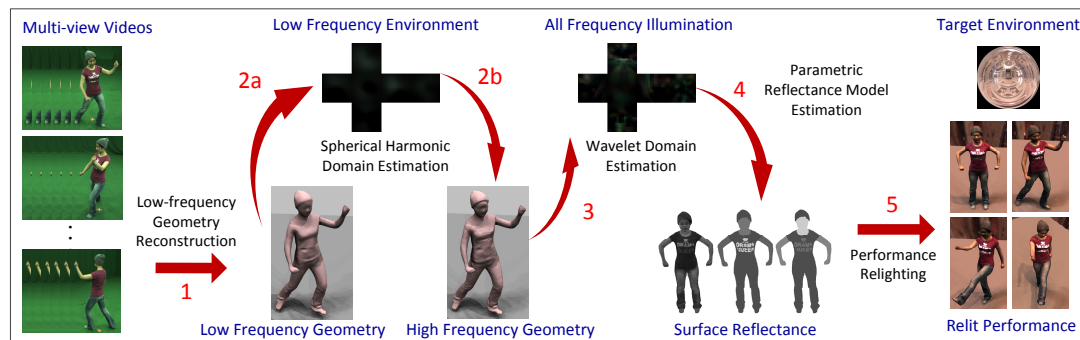 Multi-view Videos
Low Frequency Environment
All Frequency Illumination
Target Environment
2a
2b
4
Parametric
Reflectance Model
Estimation
Spherical Harmonic
Domain Estimation
Wavelet Domain
Estimation
Low-frequency
Geometry
Reconstruction
1
3
5
Performance
Relighting
Low Frequency Geometry
High Frequency Geometry
Surface Reflectance
Relit Performance